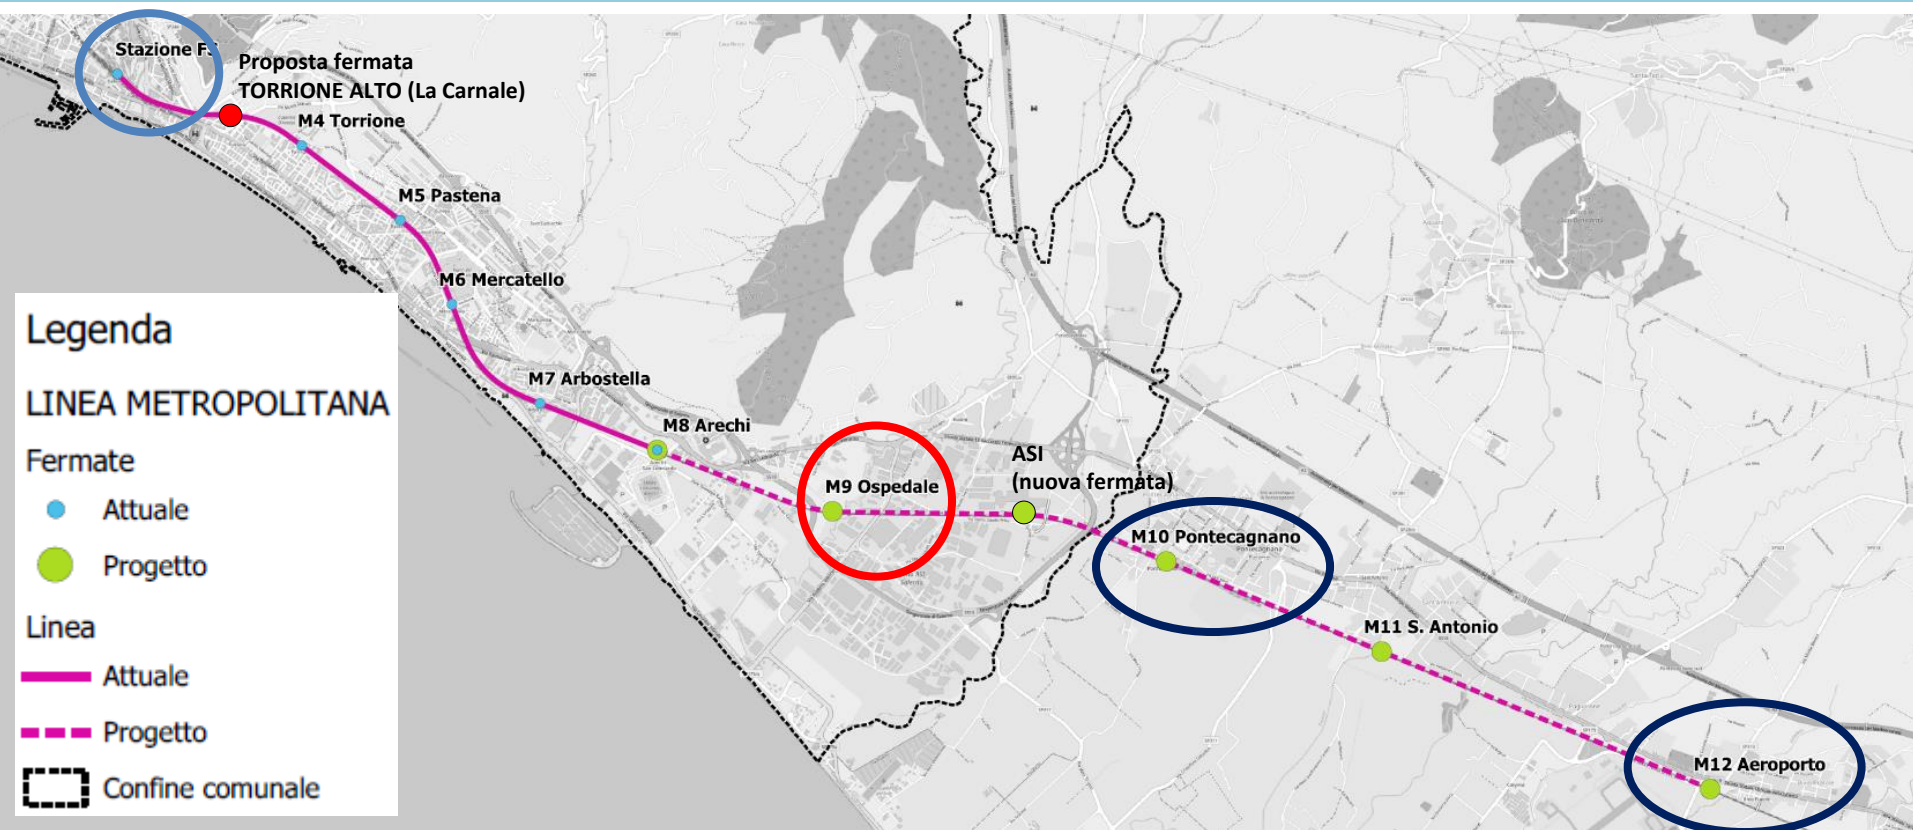 Stazione FS
Proposta fermata
TORRIONE ALTO (La Carnale)
M4 Torrione
M5 Pastena
M6 Mercatello
M7 Arbostella
M8 Arechi
M9 Ospedale
ASI
(nuova fermata)
M10 Pontecagnano
M11 S. Antonio
M12 Aeroporto
Legenda
LINEA METROPOLITANA
Fermate
Attuale
Progetto
Linea
Attuale
Progetto
Confine comunale